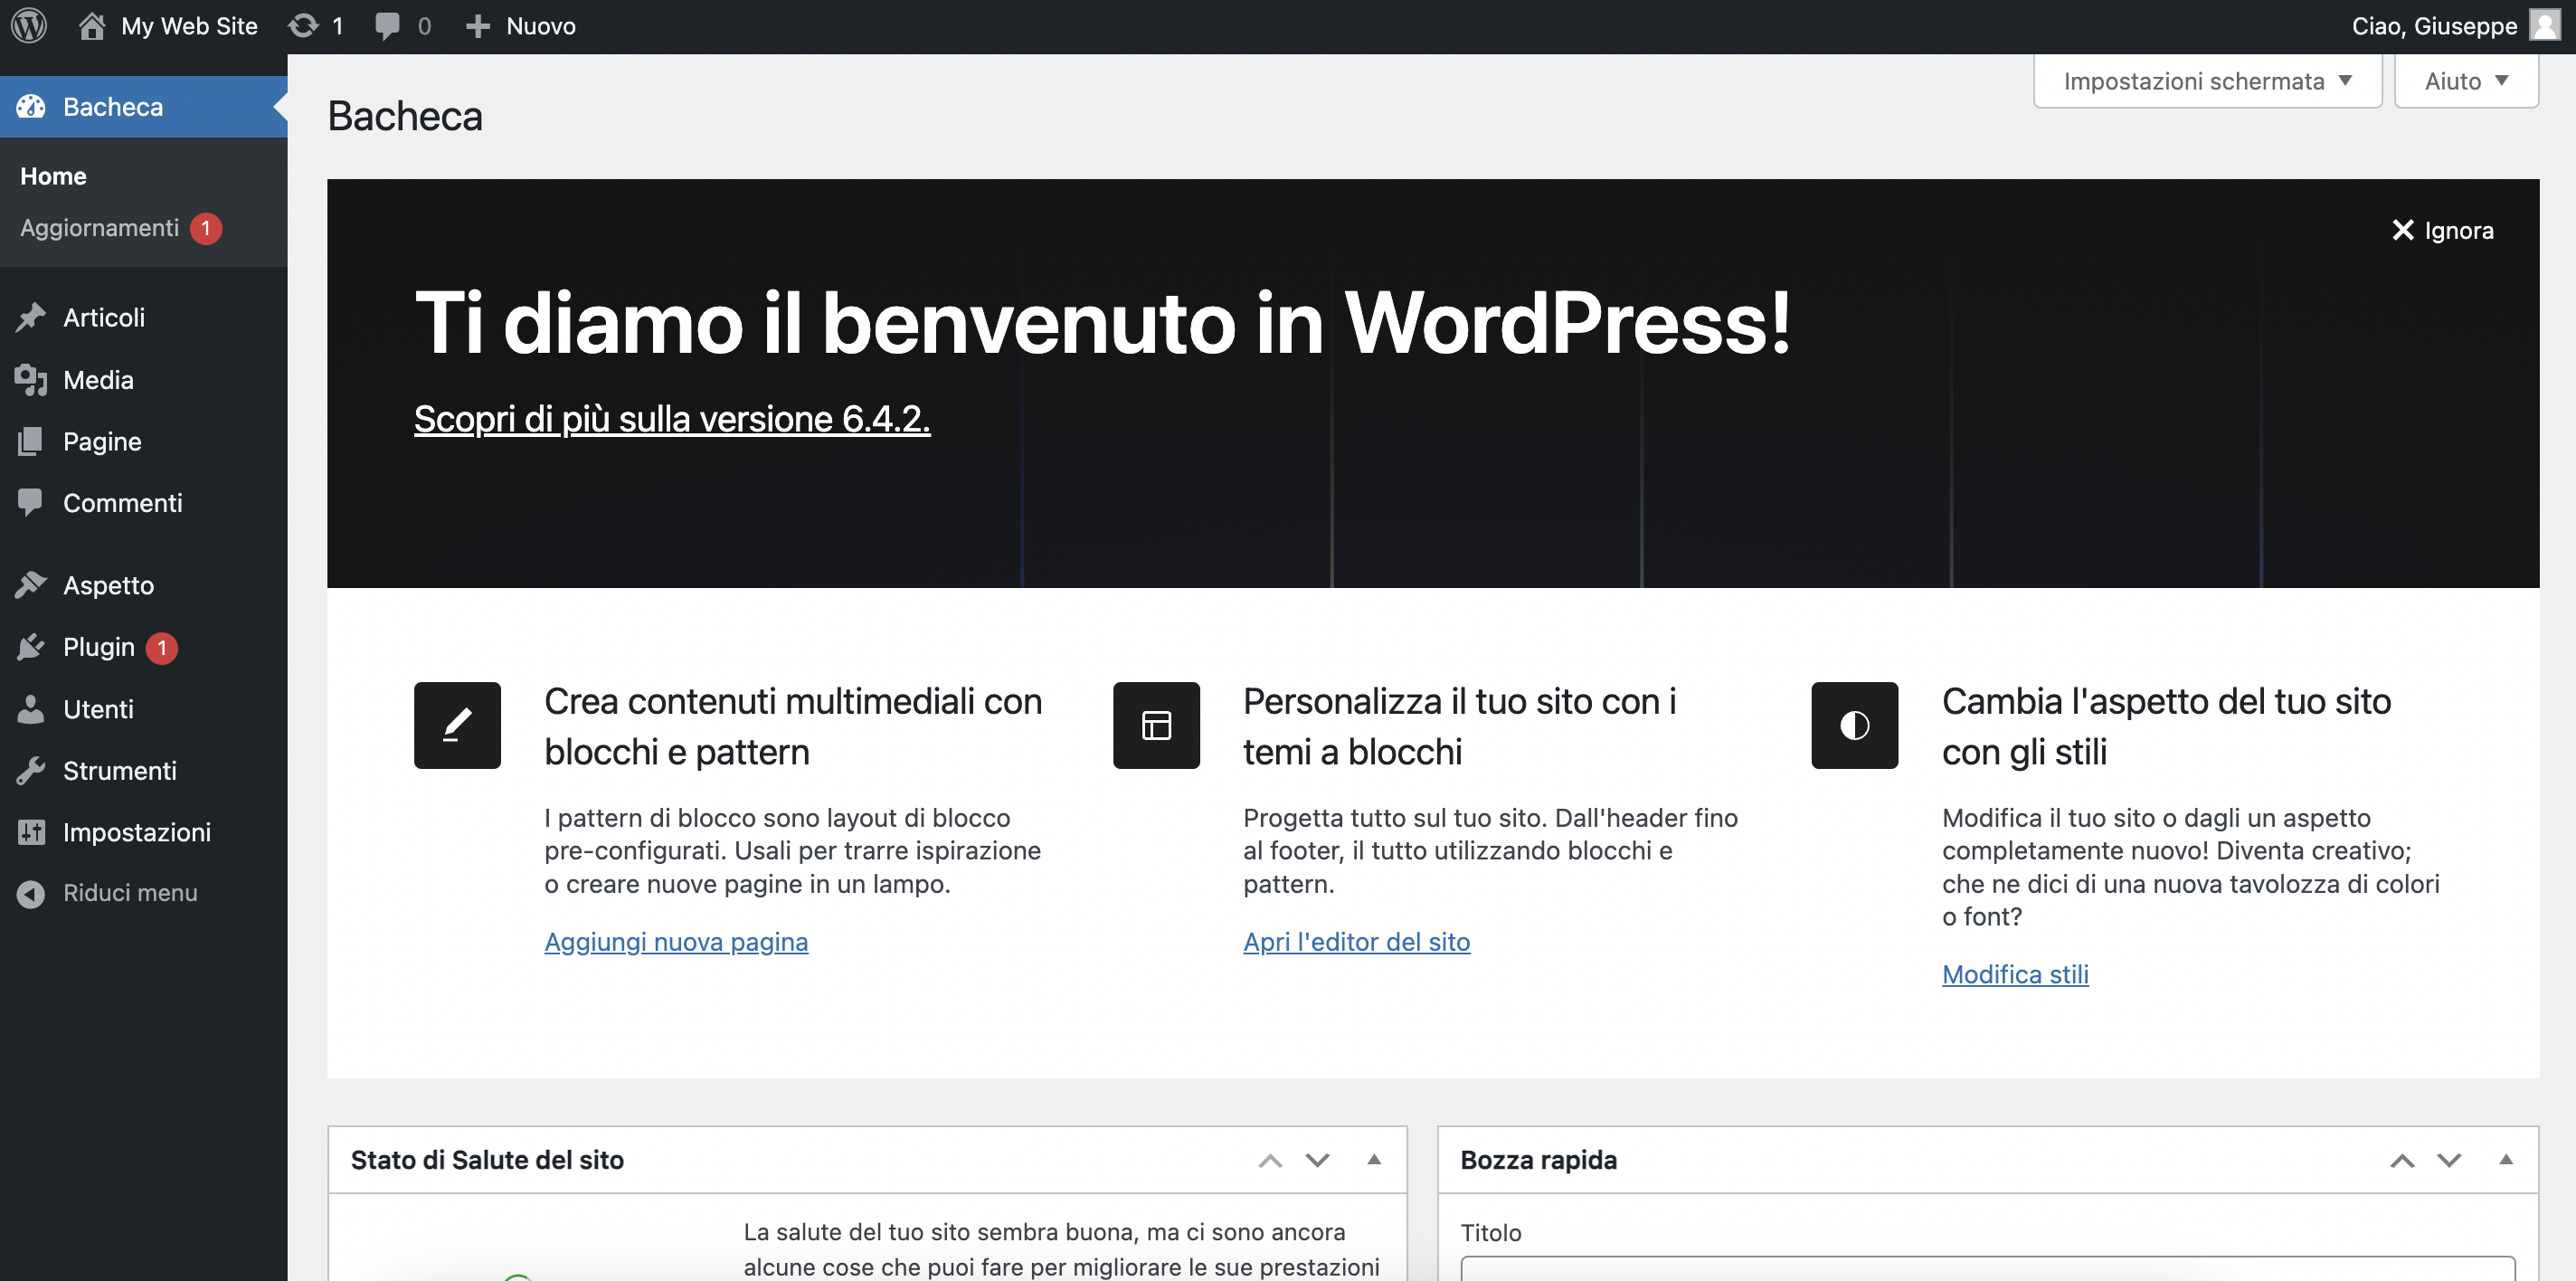 My Web Site
1
0
Nuovo
Ciao, Giuseppe
Bacheca
Home
Aggiornamenti 1
Articoli
Media
Pagine
Commenti
Aspetto
Plugin 1
Utenti
Strumenti
Impostazioni
Riduci menu
Impostazioni schermata
Aiuto
Bacheca
Ignora
Ti diamo il benvenuto in WordPress!
Scopri di più sulla versione 6.4.2.
Crea contenuti multimediali con
blocchi e pattern
I pattern di blocco sono layout di blocco
pre-configurati. Usali per trarre ispirazione
o creare nuove pagine in un lampo.
Aggiungi nuova pagina
Personalizza il tuo sito con i
temi a blocchi
Progetta tutto sul tuo sito. Dall'header fino
al footer, il tutto utilizzando blocchi e
pattern.
Apri l'editor del sito
Cambia l'aspetto del tuo sito
con gli stili
Modifica il tuo sito o dagli un aspetto
completamente nuovo! Diventa creativo;
che ne dici di una nuova tavolozza di colori
o font?
Modifica stili
Stato di Salute del sito
La salute del tuo sito sembra buona, ma ci sono ancora
alcune cose che puoi fare per migliorare le sue prestazioni
Bozza rapida
Titolo